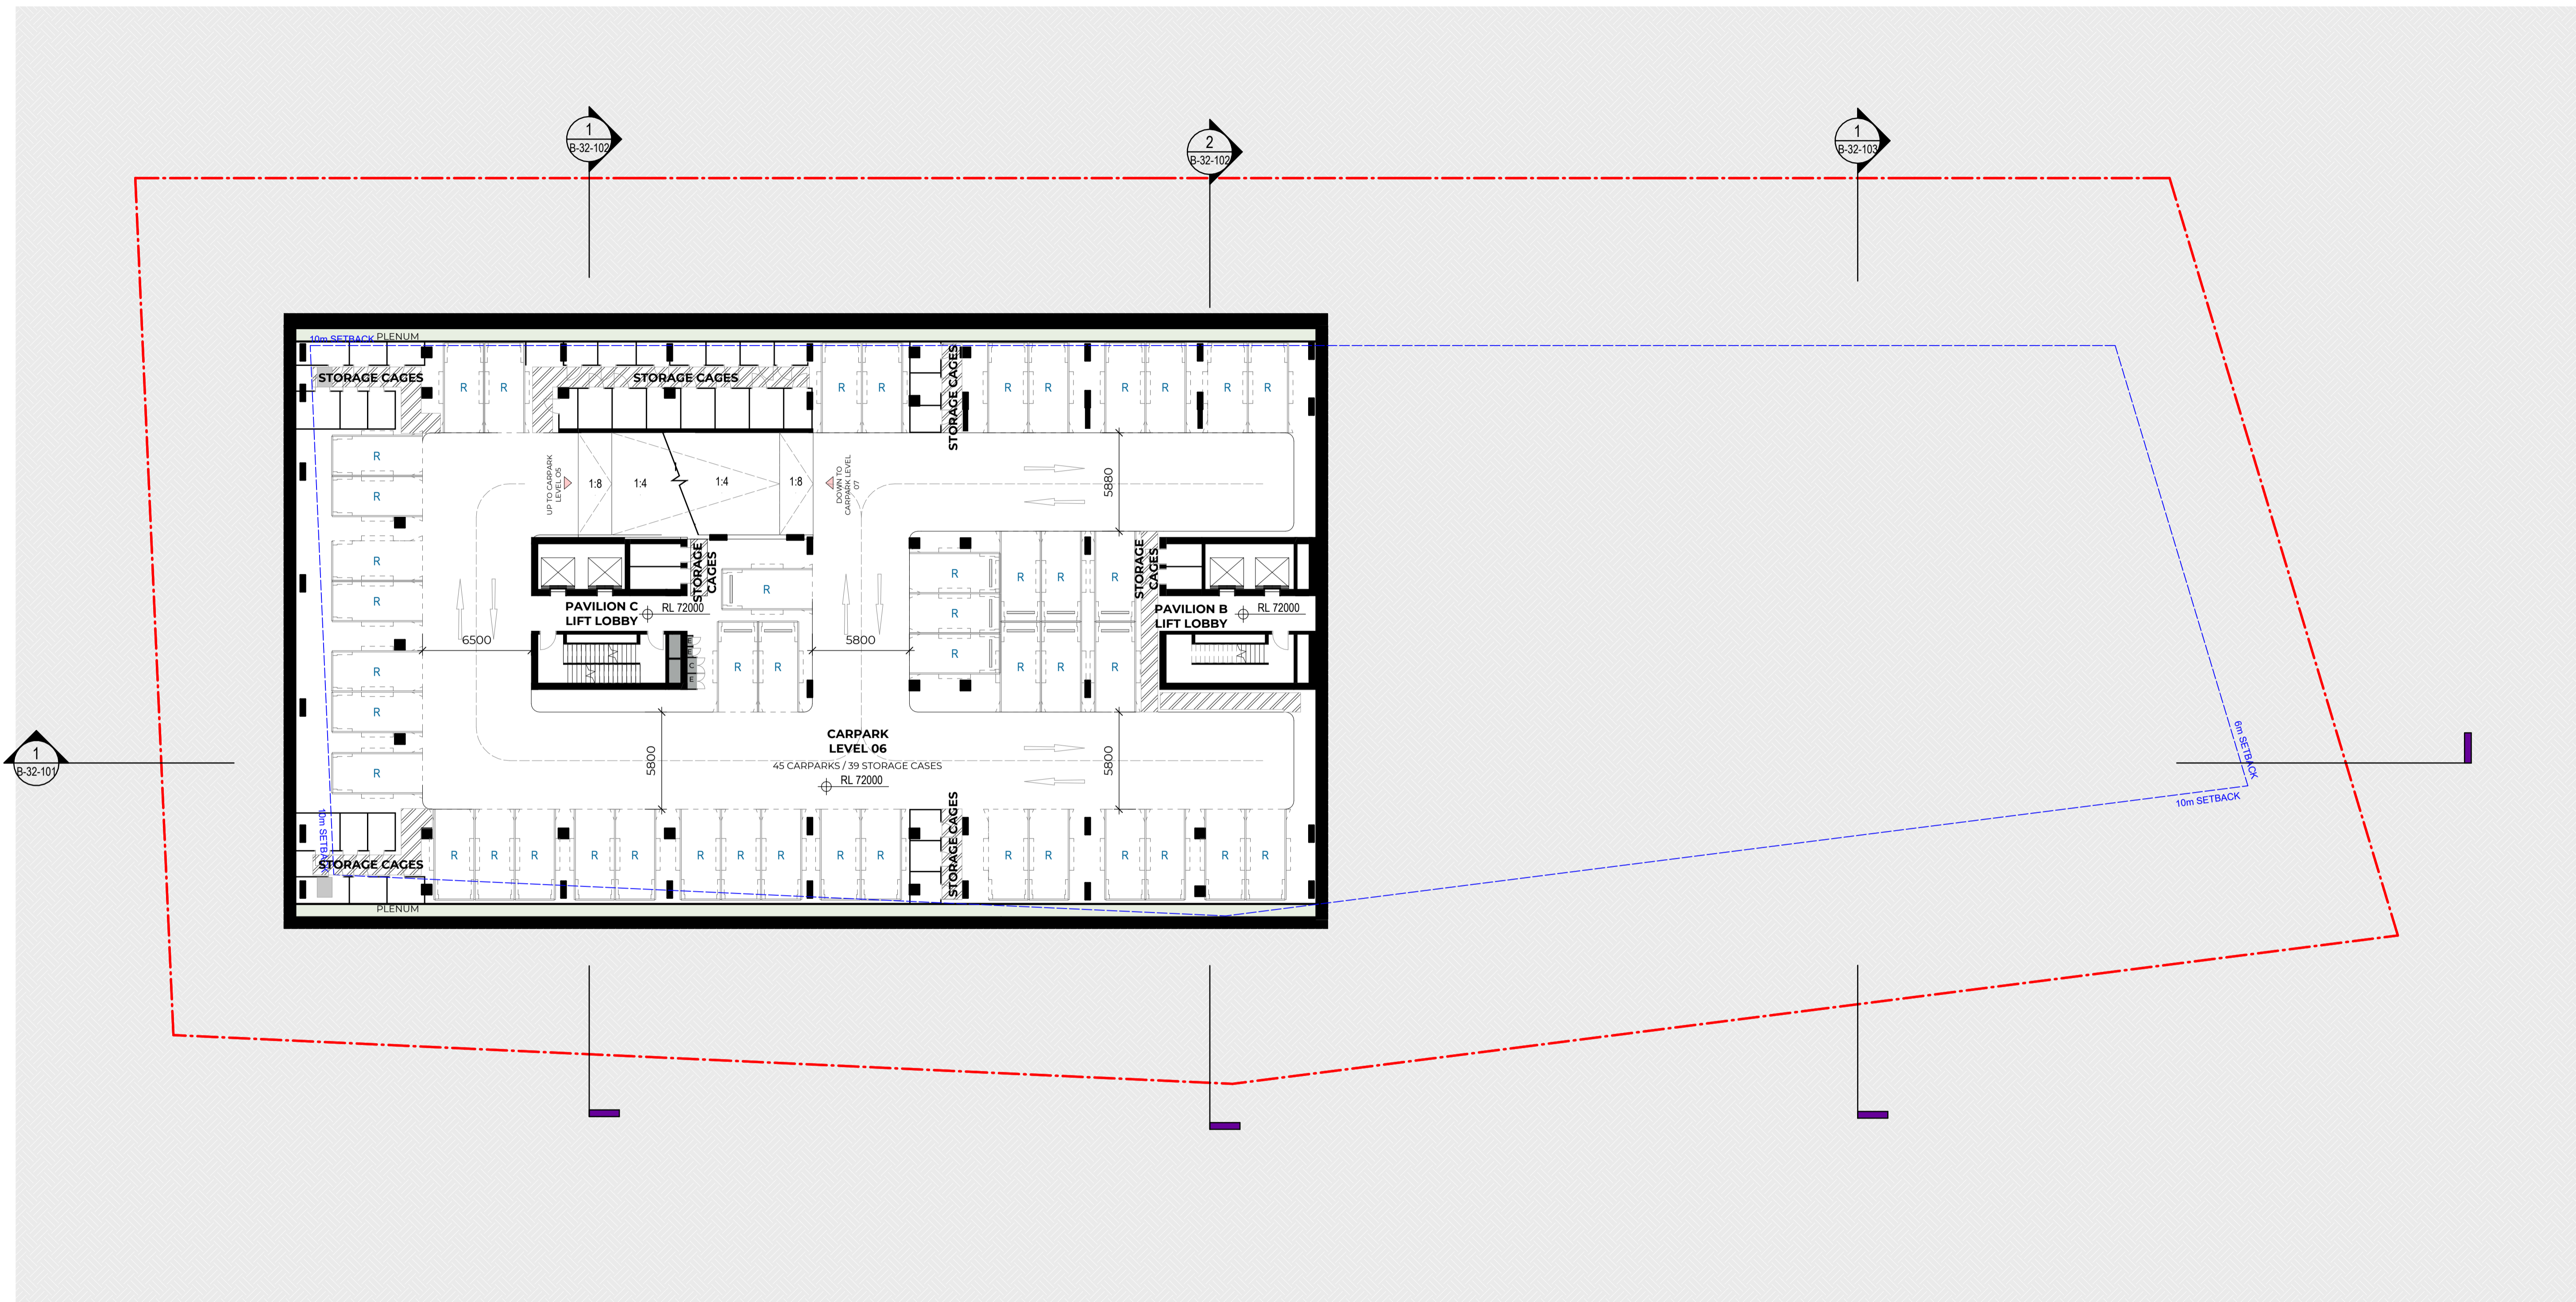 1
B-32-102
2
B-32-102
1
B-32-103
10m SETBACK
PLENUM
STORAGE CAGES
R
R
STORAGE CAGES
R
R
STORAGE CAGES
R
R
R
R
R
R
R
R
UP TO CARPARK
LEVEL 05
1:8
1:4
1:4
1:8
DOWN TO
CARPARK LEVEL
07
5880
R
R
STORAGE
CAGES
R
R
R
R
R
R
R
STORAGE
CAGES
PAVILION C
LIFT LOBBY
RL 72000
PAVILION B
LIFT LOBBY
RL 72000
6500
5800
C
E
R
R
R
R
R
R
R
R
R
5800
CARPARK
LEVEL 06
45 CARPARKS / 39 STORAGE CASES
RL 72000
5800
1
B-32-101
6m SETBACK
10m SETBACK
10m SETBACK
STORAGE CAGES
R
R
R
R
R
R
R
R
R
R
STORAGE CAGES
R
R
R
R
R
R
PLENUM